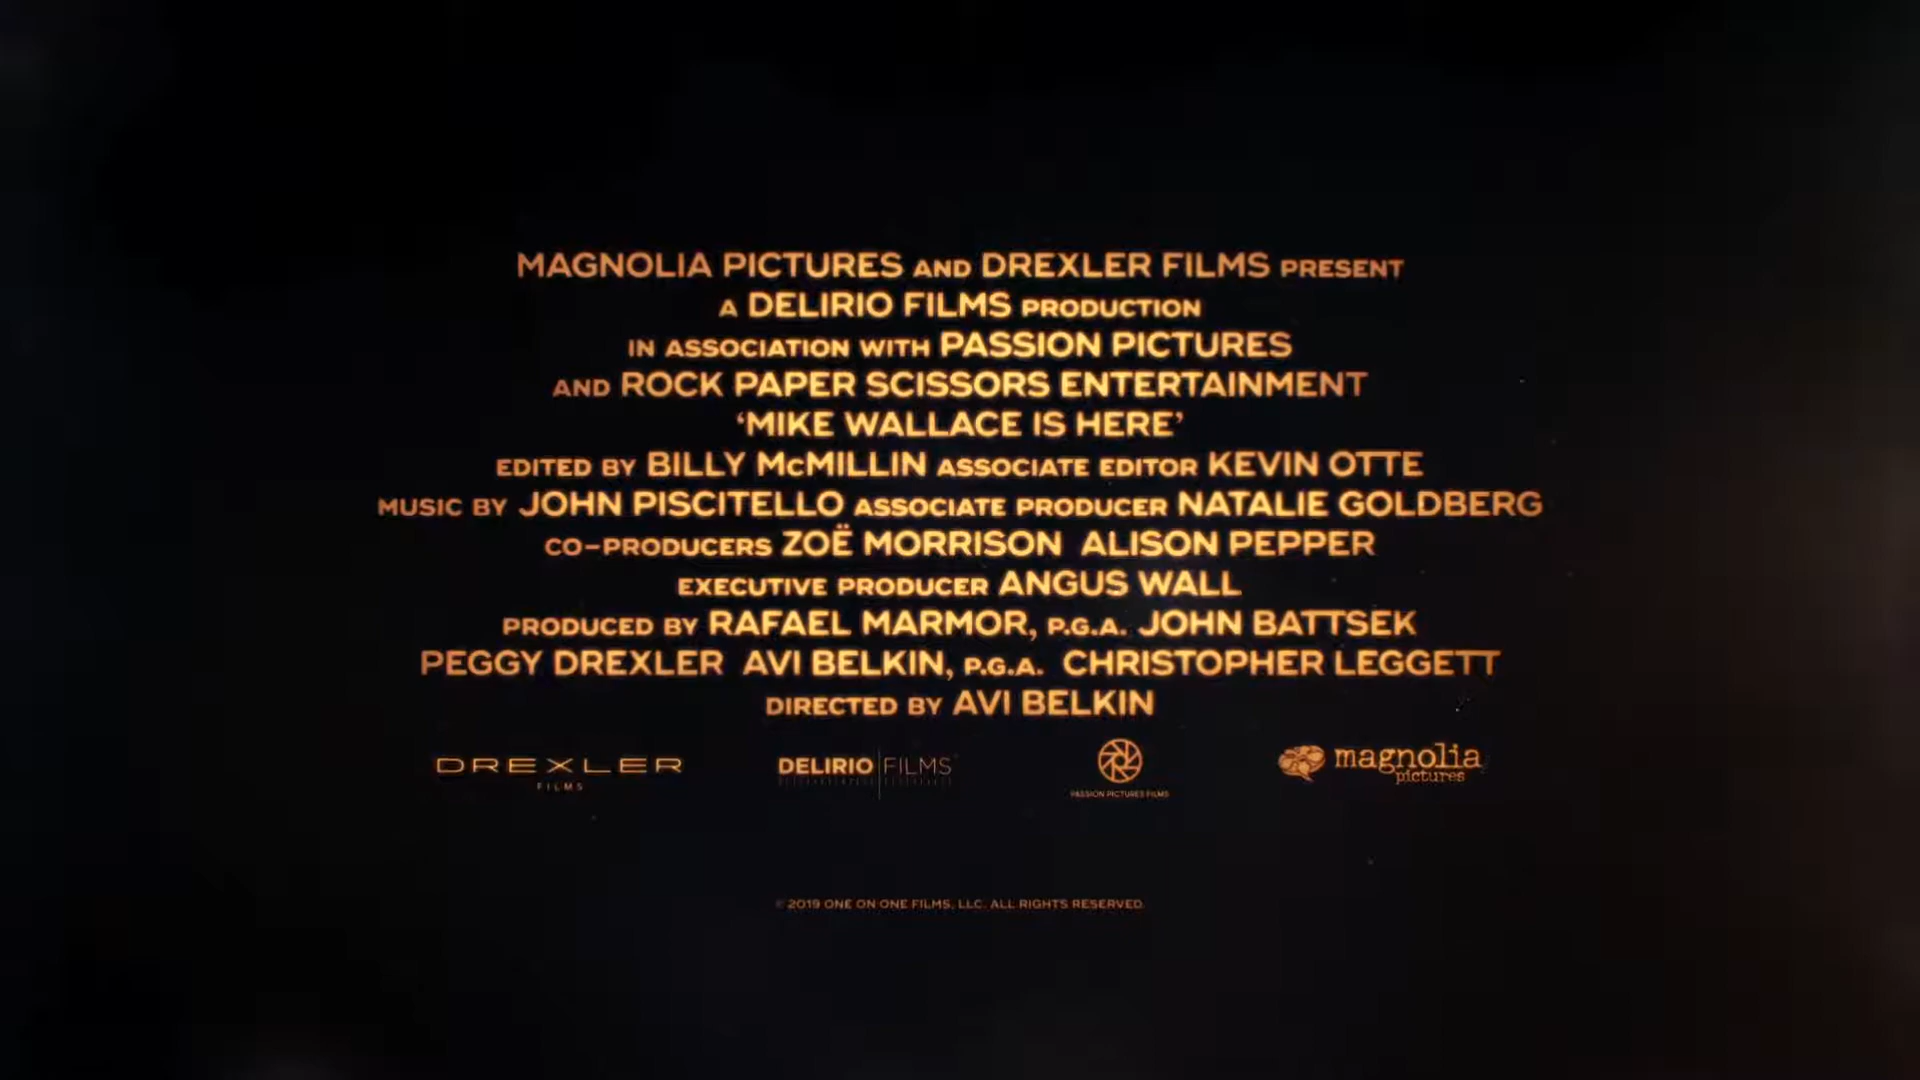 MAGNOLIA PICTURES AND DREXLER FILMS PRESENT
A DELIRIO FILMS PRODUCTION
IN ASSOCIATION WITH PASSION PICTURES
AND ROCK PAPER SCISSORS ENTERTAINMENT
‘MIKE WALLACE IS HERE’
EDITED BY BILLY McMILLIN ASSOCIATE EDITOR KEVIN OTTE
MUSIC BY JOHN PISCITELLO ASSOCIATE PRODUCER NATALIE GOLDBERG
CO-PRODUCERS ZOË MORRISON ALISON PEPPER
EXECUTIVE PRODUCER ANGUS WALL
PRODUCED BY RAFAEL MARMOR, P.G.A. JOHN BATTSEK
PEGGY DREXLER AVI BELKIN, P.G.A. CHRISTOPHER LEGGETT
DIRECTED BY AVI BELKIN
DREXLER
FILMS
DELIRIO FILMS
PASSION PICTURES FILMS
magnolia
pictures
© 2019 ONE ON ONE FILMS, LLC. ALL RIGHTS RESERVED.